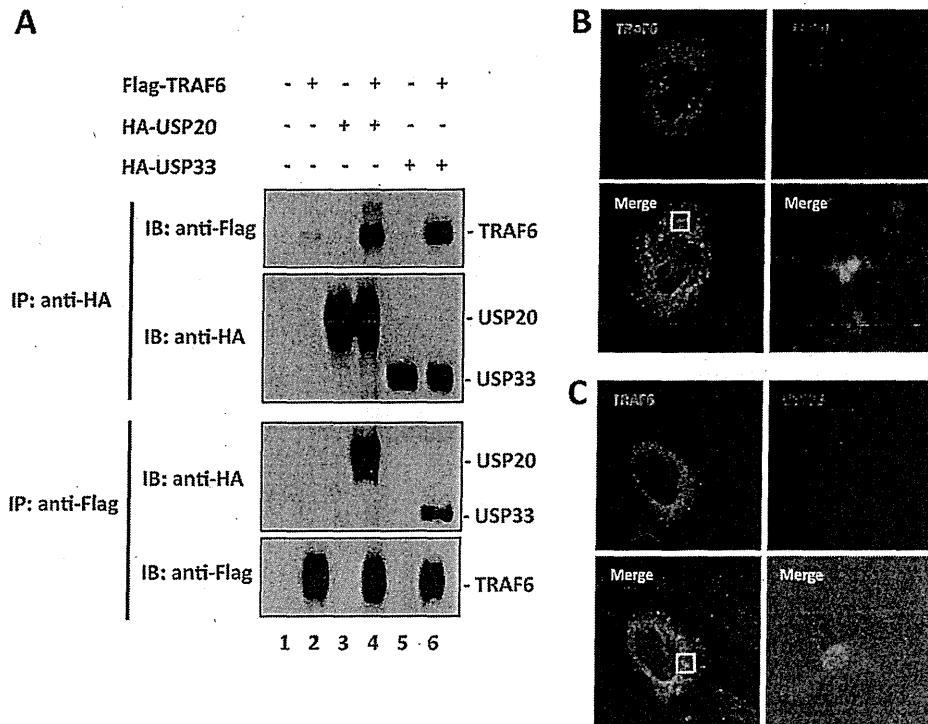 A
Flag-TRAF6 - + - + - +
HA-USP20 - - + + - -
HA-USP33 - - - - + +
IP: anti-HA
IB: anti-Flag
- TRAF6
IB: anti-HA
- USP20
- USP33
IP: anti-Flag
IB: anti-HA
- USP20
- USP33
IB: anti-Flag
- TRAF6
1 2 3 4 5 6
B
TRAF6
Merge
Merge
C
TRAF6
Merge
Merge